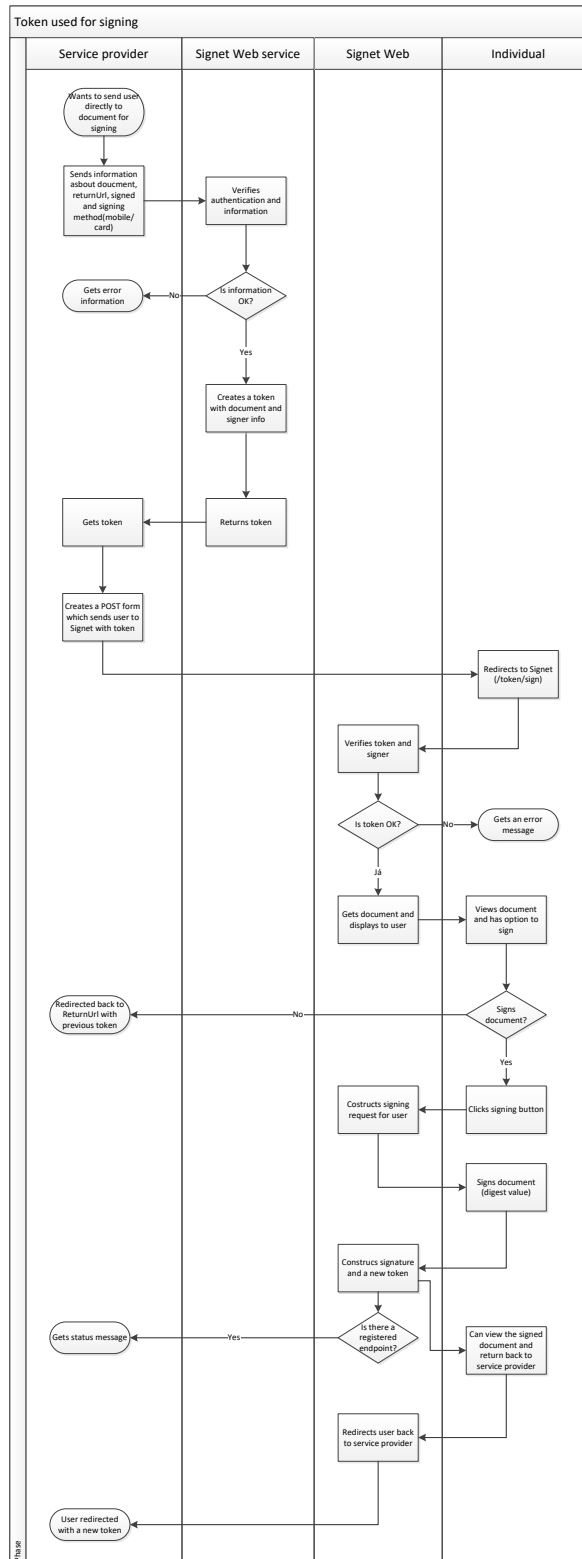 Token used for signing
Service provider
Signet Web service
Signet Web
Individual
Wants to send user
directly to
document for
signing
Sends information
asbout doucment,
returnUrl, signed
and signing
method(mobile/
card)
Verifies
authentication and
information
Gets error
information
No
Is information
OK?
Yes
Creates a token
with document and
signer info
Gets token
Returns token
Creates a POST form
which sends user to
Signet with token
Redirects to Signet
(/token/sign)
Verifies token and
signer
Is token OK?
No
Gets an error
message
Já
Gets document and
displays to user
Views document
and has option to
sign
Redirected back to
ReturnUrl with
previous token
No
Signs
document?
Yes
Costructs signing
request for user
Clicks signing button
Signs document
(digest value)
Construcs signature
and a new token
Gets status message
Yes
Is there a
registered
endpoint?
Can view the signed
document and
return back to
service provider
Redirects user back
to service provider
User redirected
with a new token
Phase